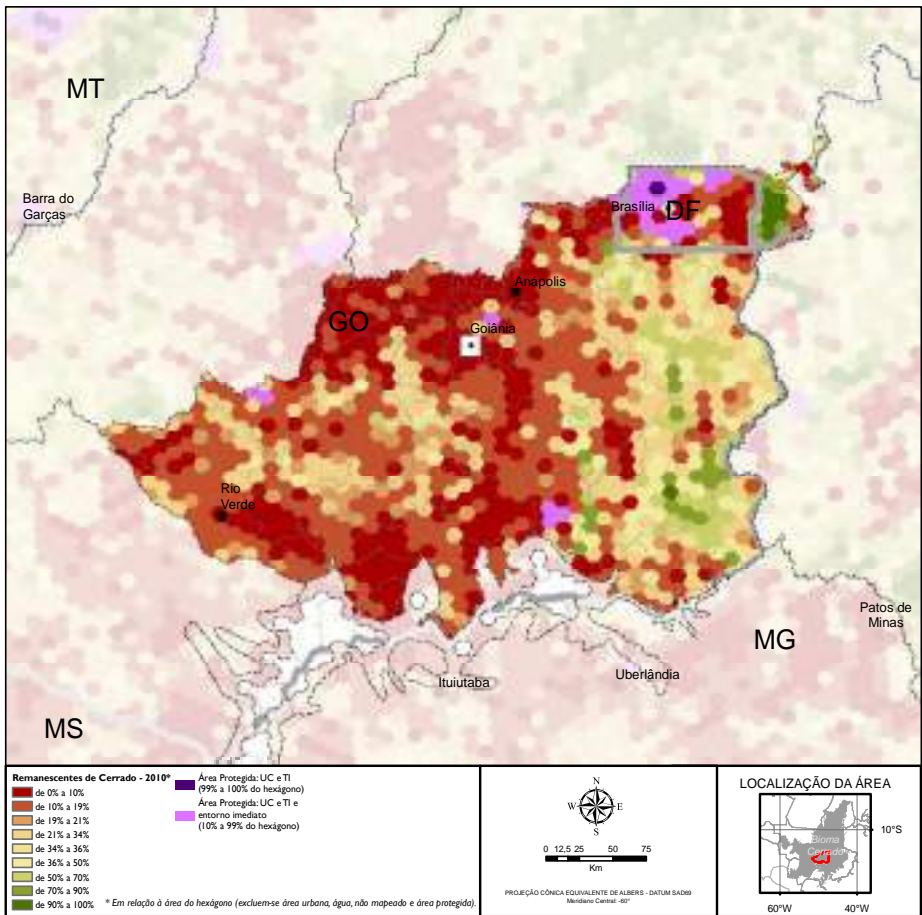 MT
Barra do
Garças
Brasília
DF
Anápolis
GO
Goiânia
Rio
Verde
Patos de
Minas
MG
Uberlândia
Ituiutaba
MS
Remanescentes de Cerrado - 2010*
de 0% a 10%
de 10% a 19%
de 19% a 21%
de 21% a 34%
de 34% a 36%
de 36% a 50%
de 50% a 70%
de 70% a 90%
de 90% a 100%
Área Protegida: UC e TI
(99% a 100% do hexágono)
Área Protegida: UC e TI e
entorno imediato
(10% a 99% do hexágono)
* Em relação à área do hexágono (excluem-se área urbana, água, não mapeado e área protegida).
N
W E
S
0 12,5 25 50 75
Km
PROJEÇÃO CÔNICA EQUIVALENTE DE ALBERS - DATUM SAD69
Meridiano Central: -60°
LOCALIZAÇÃO DA ÁREA
10°S
Bioma
Cerrado
60°W 40°W